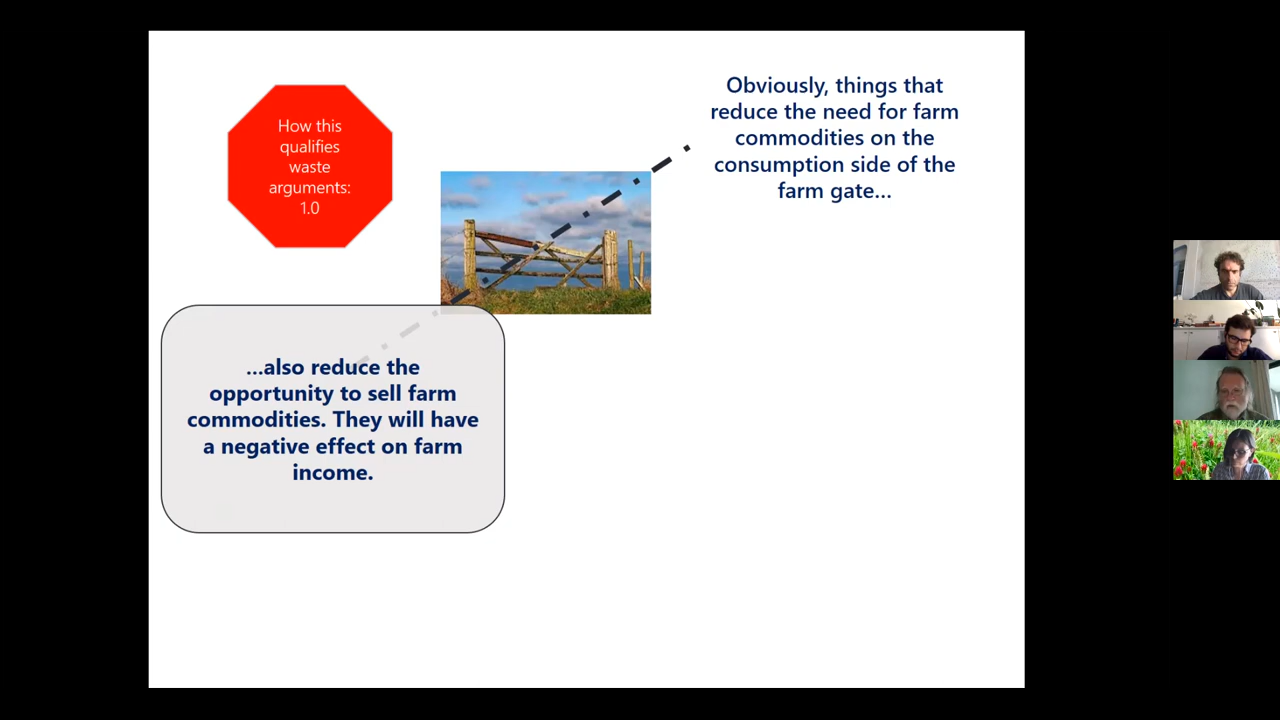 How this
qualifies
waste
arguments:
1.0
Obviously, things that
reduce the need for farm
commodities on the
consumption side of the
farm gate...
...also reduce the
opportunity to sell farm
commodities. They will have
a negative effect on farm
income.